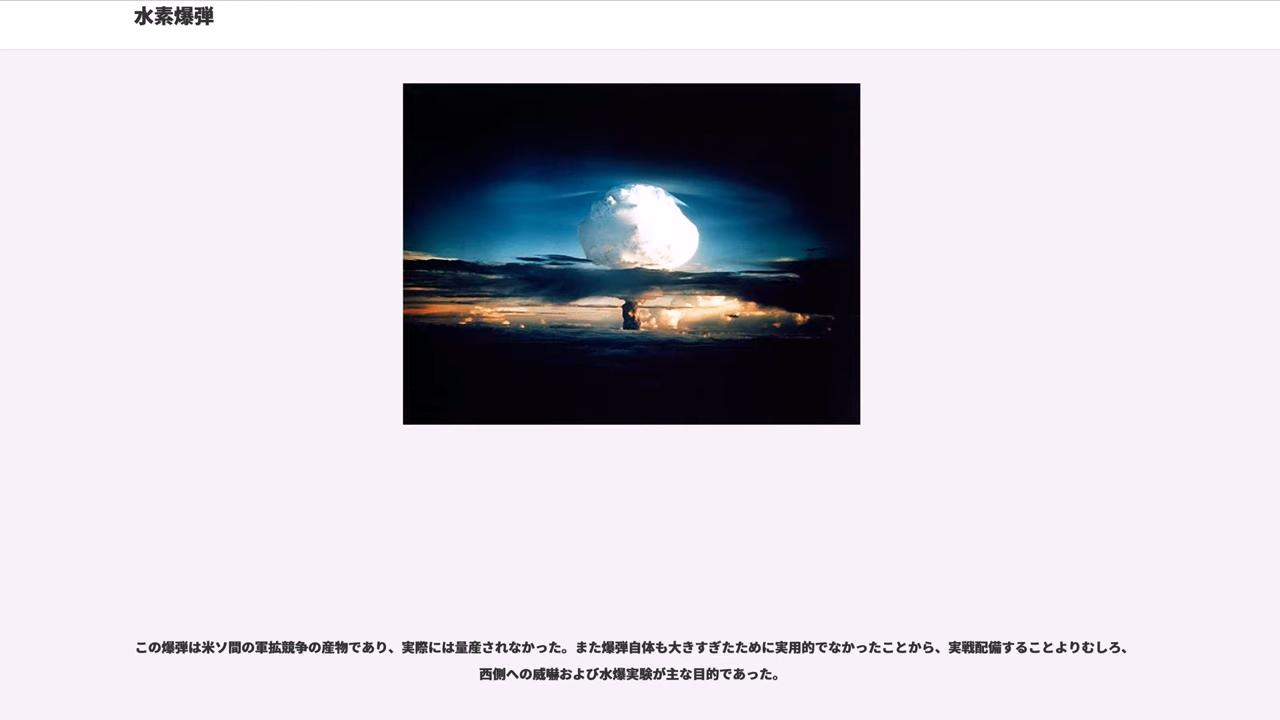 水素爆弾
この爆弾は米ソ間の軍拡競争の産物であり、実際には量産されなかった。また爆弾自体も大きすぎたために実用的でなかったことから、実戦配備することよりむしろ、
西側への威嚇および水爆実験が主な目的であった。